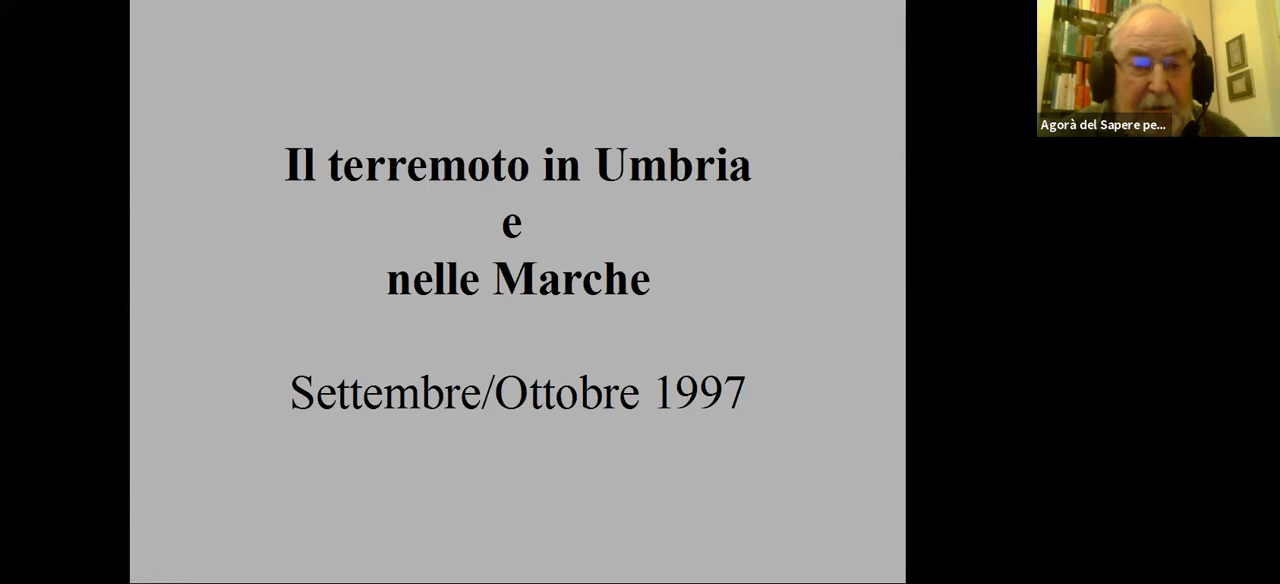 Il terremoto in Umbria
e
nelle Marche
Settembre/Ottobre 1997
Agorà del Sapere pe...